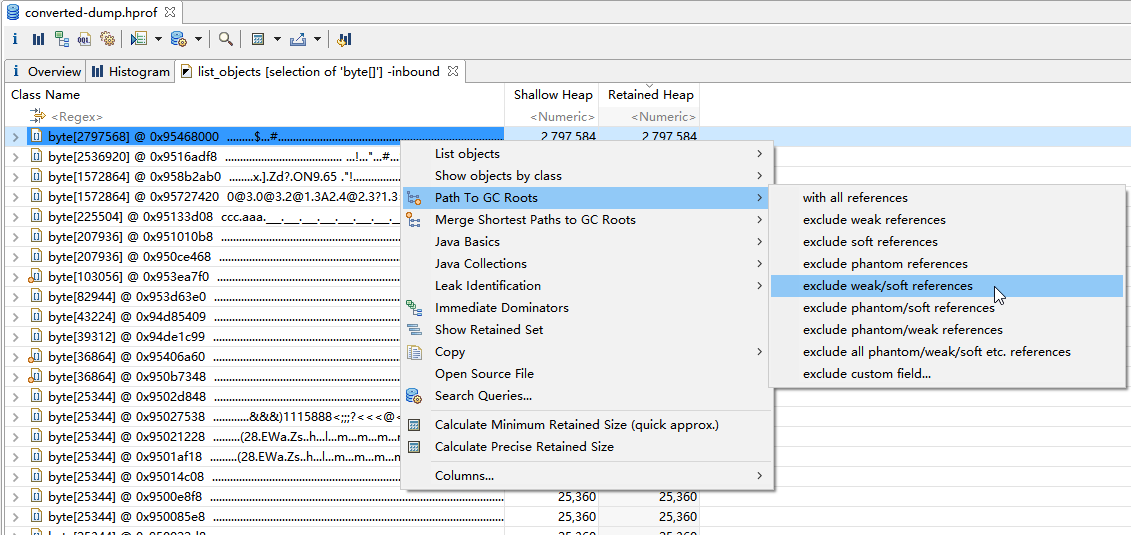 converted-dump.hprof
i OQL
i Overview Histogram list_objects [selection of 'byte[]'] -inbound
Class Name Shallow Heap Retained Heap
<Regex> <Numeric> <Numeric>
byte[2797568] @ 0x95468000 .........$...#.................................................................... 2,797,584 2,797,584
byte[2536920] @ 0x9516adf8 ................................... ...!..."...#...
byte[1572864] @ 0x958b2ab0 ........x.].Zd?.ON9.65 ."!.....................
byte[1572864] @ 0x95727420 0@3.0@3.2@1.3A2.4@2.3?1.3
byte[225504] @ 0x95133d08 ccc.aaa.__.__.__.__.__.__.__
byte[207936] @ 0x951010b8 ......................................................
byte[207936] @ 0x950ce468 ......................................................
byte[103056] @ 0x953ea7f0 ......................................................
byte[82944] @ 0x953d63e0 ......................................................
byte[43224] @ 0x94d85409 ......................................................
byte[39312] @ 0x94de1c99 ......................................................
byte[36864] @ 0x95406a60 ......................................................
byte[36864] @ 0x950b7348 ......................................................
byte[25344] @ 0x9502d848 ......................................................
byte[25344] @ 0x95027538 ...........&&&)1115888<;;;?<<<@<
byte[25344] @ 0x95021228 .........(28.EWa.Zs..h...l...m...m...m...
byte[25344] @ 0x9501af18 .........(28.EWa.Zs..h...l...m...m...m...
byte[25344] @ 0x95014c08 ......................................................
byte[25344] @ 0x9500e8f8 .................................................................................... 25,360 25,360
byte[25344] @ 0x950085e8 .................................................................................... 25,360 25,360
List objects
Show objects by class
Path To GC Roots
Merge Shortest Paths to GC Roots
Java Basics
Java Collections
Leak Identification
Immediate Dominators
Show Retained Set
Copy
Open Source File
Search Queries...
Calculate Minimum Retained Size (quick approx.)
Calculate Precise Retained Size
Columns...
with all references
exclude weak references
exclude soft references
exclude phantom references
exclude weak/soft references
exclude phantom/soft references
exclude phantom/weak references
exclude all phantom/weak/soft etc. references
exclude custom field...